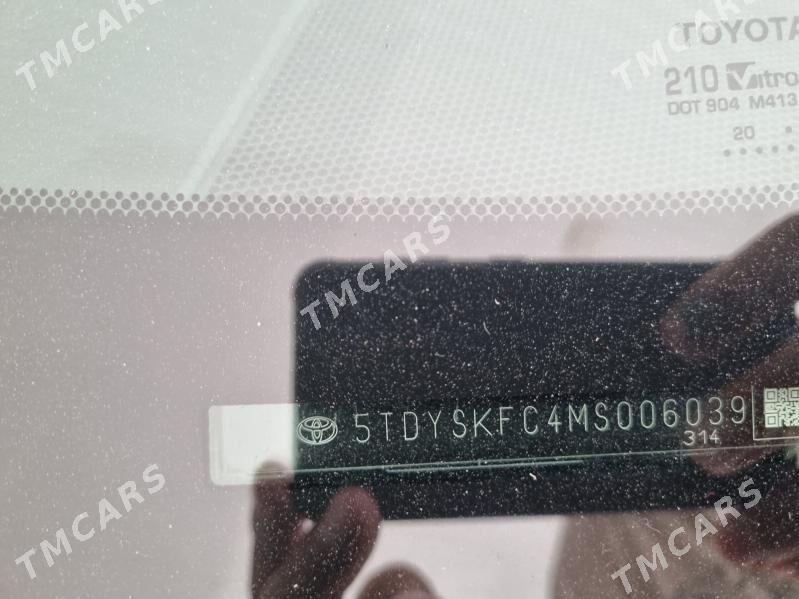 TMCARS
TMCARS
TOYOTA
210 Vitro
DOT 904 M413
20
TMCARS
5TDYSKFC4MS006039
314
TMCARS
TMCARS